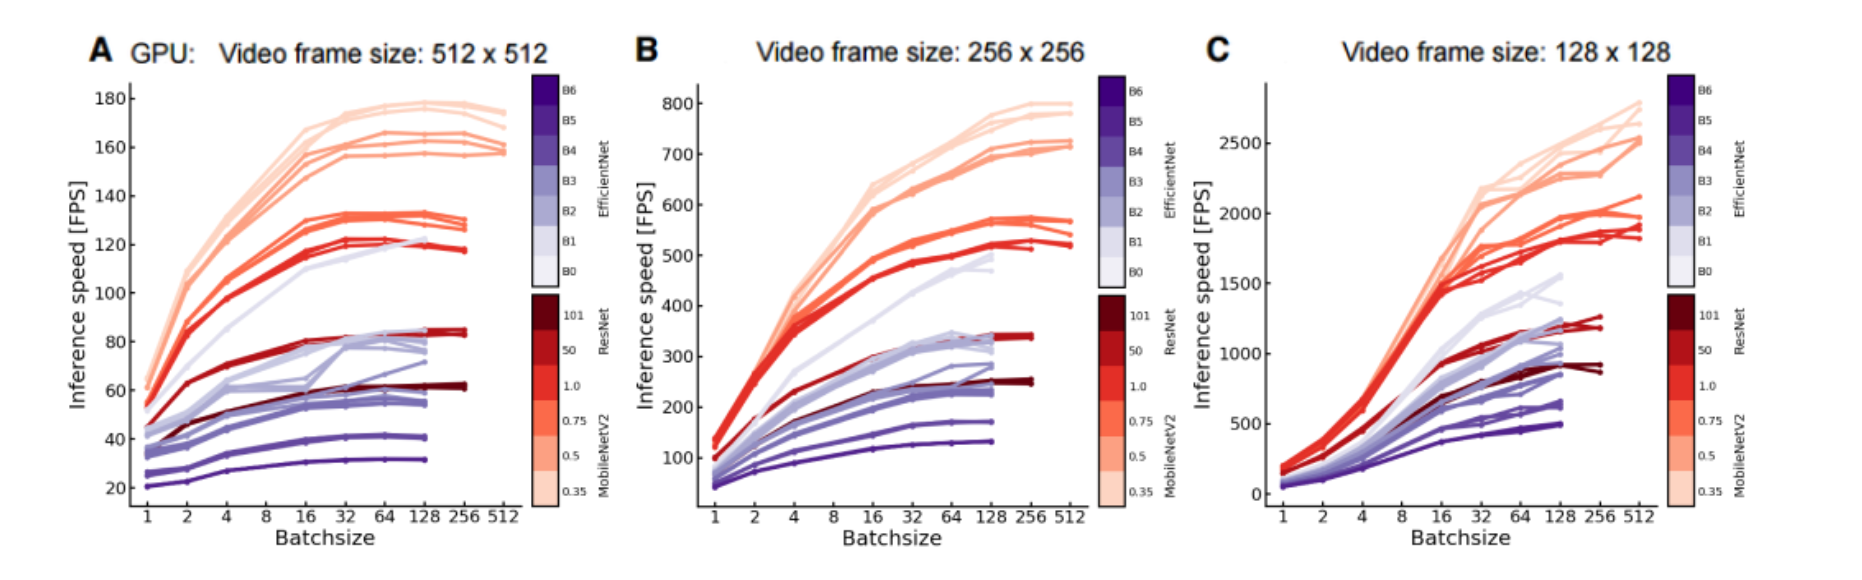 A GPU: Video frame size: 512 x 512
180
160
140
120
100
80
60
40
20
Inference speed [FPS]
1 2 4 8 16 32 64 128 256 512
Batchsize
B6
B5
B4
B3
B2
B1
B0
EfficientNet
101
50
1.0
0.75
0.5
0.35
ResNet
MobileNetV2
B Video frame size: 256 x 256
800
700
600
500
400
300
200
100
Inference speed [FPS]
1 2 4 8 16 32 64 128 256 512
Batchsize
B6
B5
B4
B3
B2
B1
B0
EfficientNet
101
50
1.0
0.75
0.5
0.35
ResNet
MobileNetV2
C Video frame size: 128 x 128
2500
2000
1500
1000
500
0
Inference speed [FPS]
1 2 4 8 16 32 64 128 256 512
Batchsize
B6
B5
B4
B3
B2
B1
B0
EfficientNet
101
50
1.0
0.75
0.5
0.35
ResNet
MobileNetV2